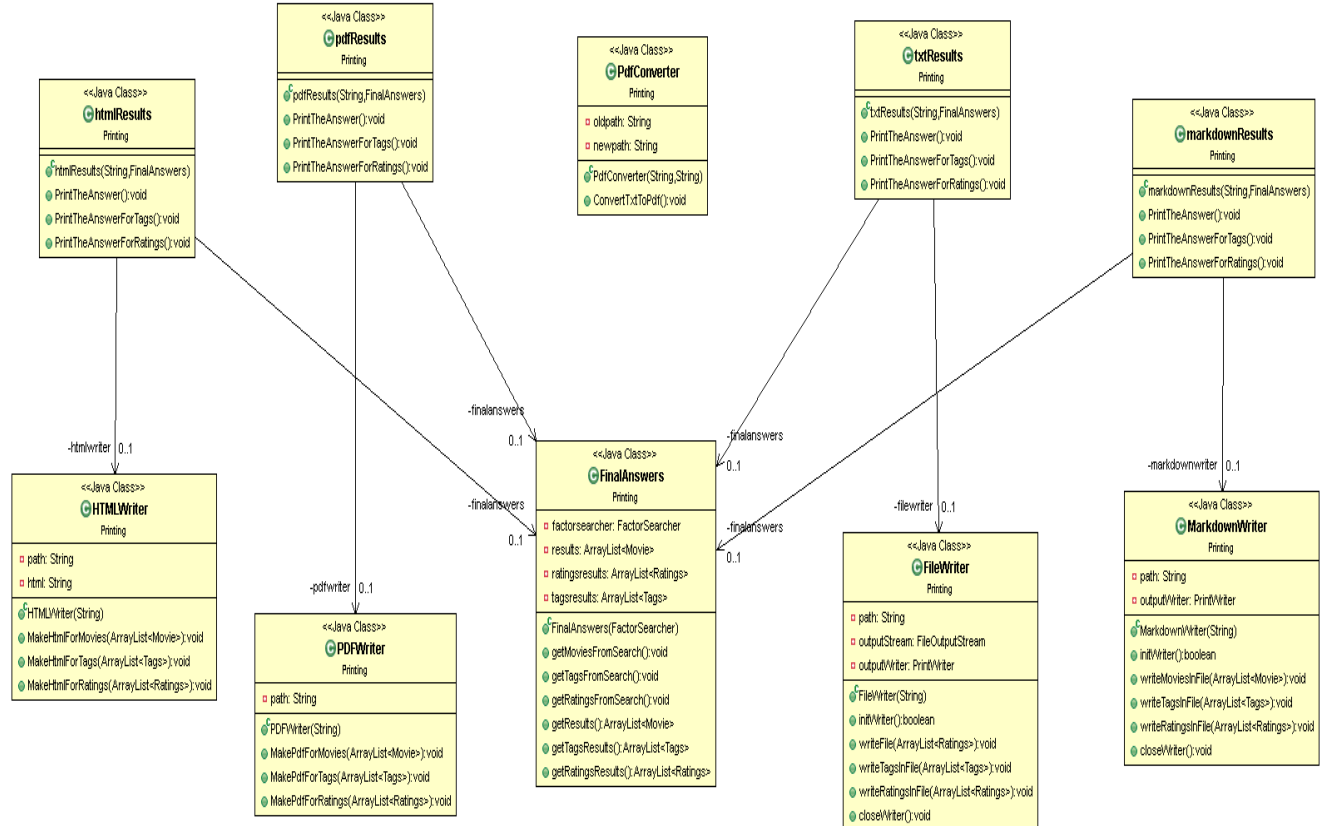 <<Java Class>>
pdfResults
Printing
pdfResults(String,FinalAnswers)
PrintTheAnswer():void
PrintTheAnswerForTags():void
PrintTheAnswerForRatings():void
<<Java Class>>
PdfConverter
Printing
oldpath: String
newpath: String
PdfConverter(String,String)
ConvertTxtToPdf():void
<<Java Class>>
txtResults
Printing
txtResults(String,FinalAnswers)
PrintTheAnswer():void
PrintTheAnswerForTags():void
PrintTheAnswerForRatings():void
<<Java Class>>
htmlResults
Printing
htmlResults(String,FinalAnswers)
PrintTheAnswer():void
PrintTheAnswerForTags():void
PrintTheAnswerForRatings():void
<<Java Class>>
markdownResults
Printing
markdownResults(String,FinalAnswers)
PrintTheAnswer():void
PrintTheAnswerForTags():void
PrintTheAnswerForRatings():void
-htmlwriter 0..1
-finalanswers
0..1
-finalanswers
0..1
-finalanswers
0..1
-finalanswers
0..1
-pdfwriter 0..1
-filewriter 0..1
-markdownwriter 0..1
<<Java Class>>
HTMLWriter
Printing
path: String
html: String
HTMLWriter(String)
MakeHtmlForMovies(ArrayList<Movie>):void
MakeHtmlForTags(ArrayList<Tags>):void
MakeHtmlForRatings(ArrayList<Ratings>):void
<<Java Class>>
PDFWriter
Printing
path: String
PDFWriter(String)
MakePdfForMovies(ArrayList<Movie>):void
MakePdfForTags(ArrayList<Tags>):void
MakePdfForRatings(ArrayList<Ratings>):void
<<Java Class>>
FinalAnswers
Printing
factorsearcher: FactorSearcher
results: ArrayList<Movie>
ratingsresults: ArrayList<Ratings>
tagsresults: ArrayList<Tags>
FinalAnswers(FactorSearcher)
getMoviesFromSearch():void
getTagsFromSearch():void
getRatingsFromSearch():void
getResults():ArrayList<Movie>
getTagsResults():ArrayList<Tags>
getRatingsResults():ArrayList<Ratings>
<<Java Class>>
FileWriter
Printing
path: String
outputStream: FileOutputStream
outputWriter: PrintWriter
FileWriter(String)
initWriter():boolean
writeFile(ArrayList<Ratings>):void
writeTagsInFile(ArrayList<Tags>):void
writeRatingsInFile(ArrayList<Ratings>):void
closeWriter():void
<<Java Class>>
MarkdownWriter
Printing
path: String
outputWriter: PrintWriter
MarkdownWriter(String)
initWriter():boolean
writeMoviesInFile(ArrayList<Movie>):void
writeTagsInFile(ArrayList<Tags>):void
writeRatingsInFile(ArrayList<Ratings>):void
closeWriter():void